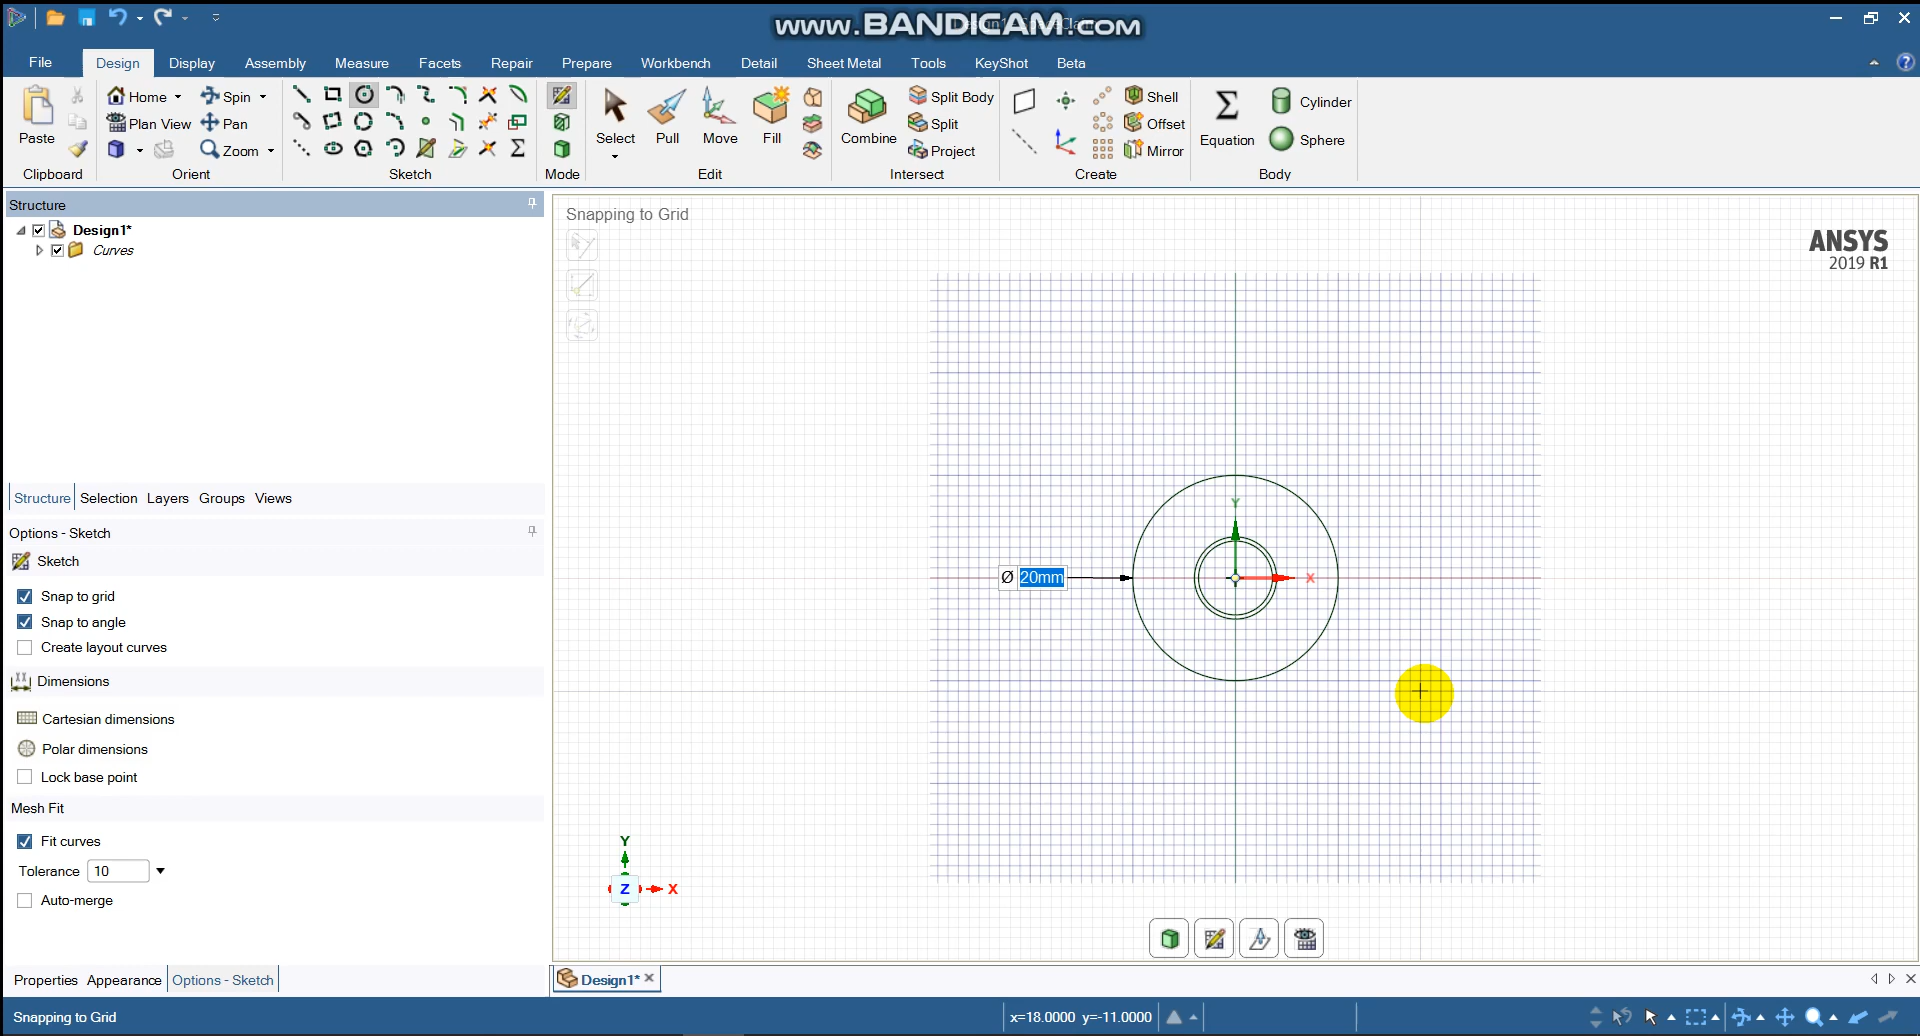 www.BANDICAM.com
File
Design
Display
Assembly
Measure
Facets
Repair
Prepare
Workbench
Detail
Sheet Metal
Tools
KeyShot
Beta
Paste
Home
Plan View
Spin
Pan
Zoom
Select
Pull
Move
Fill
Combine
Split Body
Split
Project
Shell
Offset
Mirror
Equation
Cylinder
Sphere
Clipboard
Orient
Sketch
Mode
Edit
Intersect
Create
Body
Structure
Design1*
Curves
Structure Selection Layers Groups Views
Options - Sketch
Sketch
Snap to grid
Snap to angle
Create layout curves
Dimensions
Cartesian dimensions
Polar dimensions
Lock base point
Mesh Fit
Fit curves
Tolerance 10
Auto-merge
Properties Appearance Options - Sketch
Snapping to Grid
ANSYS
2019 R1
Y
X
Ø 20mm
Y
Z
X
Design1*
Snapping to Grid
x=18.0000 y=-11.0000